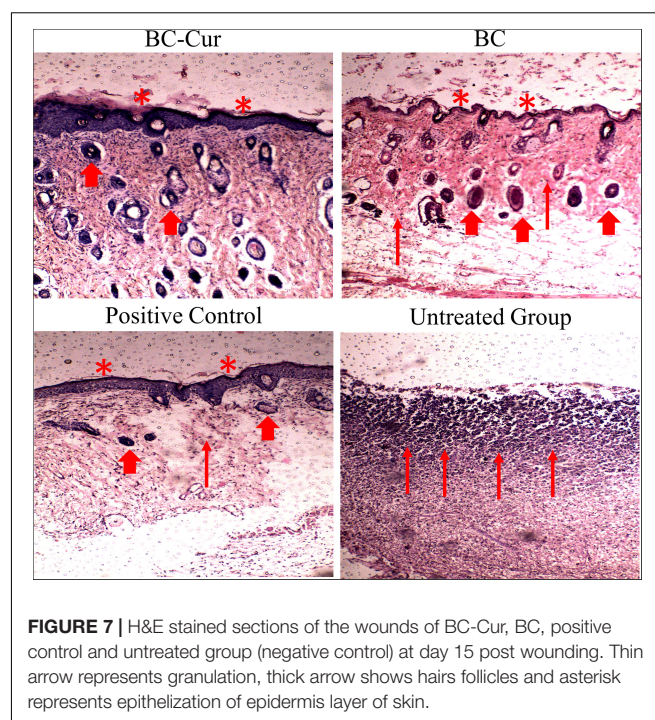 BC-Cur BC
Positive Control Untreated Group
FIGURE 7 | H&E stained sections of the wounds of BC-Cur, BC, positive
control and untreated group (negative control) at day 15 post wounding. Thin
arrow represents granulation, thick arrow shows hairs follicles and asterisk
represents epithelization of epidermis layer of skin.